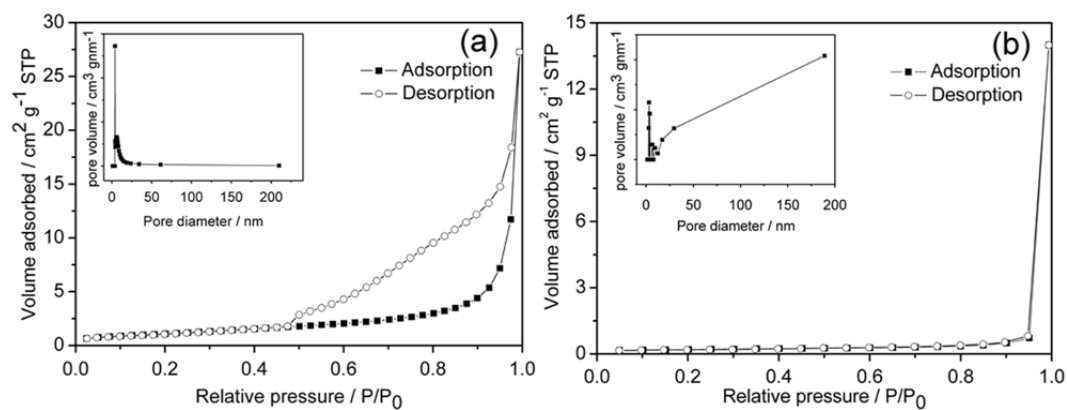 (a)
Adsorption
Desorption
Volume adsorbed / cm² g⁻¹ STP
30
25
20
15
10
5
0
0.0 0.2 0.4 0.6 0.8 1.0
Relative pressure / P/P₀
pore volume / cm³ gnm⁻¹
0 50 100 150 200
Pore diameter / nm
(b)
Adsorption
Desorption
Volume adsorbed / cm² g⁻¹ STP
15
12
9
6
3
0
0.0 0.2 0.4 0.6 0.8 1.0
Relative pressure / P/P₀
pore volume / cm³ gnm⁻¹
0 50 100 150 200
Pore diameter / nm